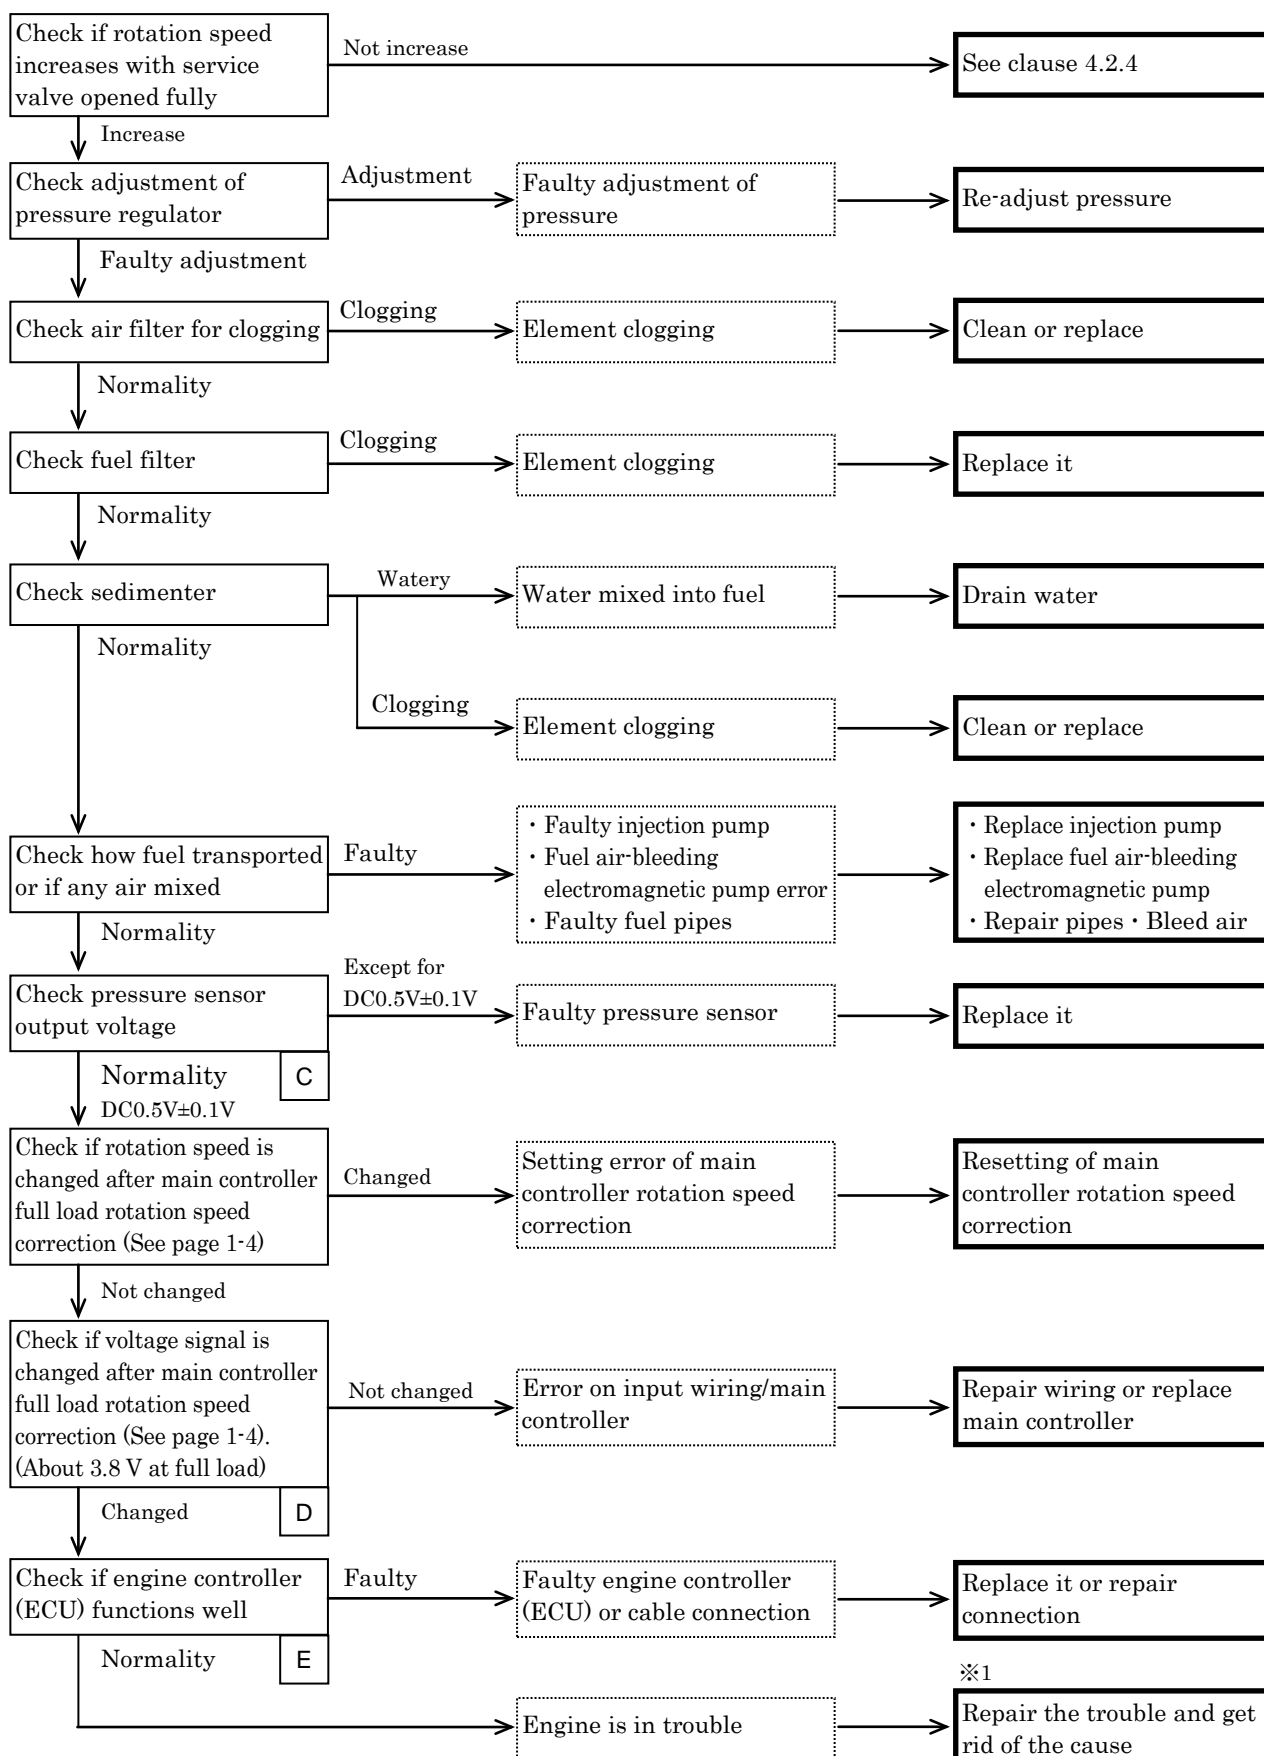 Check if rotation speed
increases with service
valve opened fully
Not increase
See clause 4.2.4
Increase
Check adjustment of
pressure regulator
Adjustment
Faulty adjustment of
pressure
Re-adjust pressure
Faulty adjustment
Check air filter for clogging
Clogging
Element clogging
Clean or replace
Normality
Check fuel filter
Clogging
Element clogging
Replace it
Normality
Check sedimenter
Watery
Water mixed into fuel
Drain water
Normality
Clogging
Element clogging
Clean or replace
Check how fuel transported
or if any air mixed
Faulty
・Faulty injection pump
・Fuel air-bleeding
electromagnetic pump error
・Faulty fuel pipes
・Replace injection pump
・Replace fuel air-bleeding
electromagnetic pump
・Repair pipes・Bleed air
Normality
Check pressure sensor
output voltage
Except for
DC0.5V±0.1V
Faulty pressure sensor
Replace it
C
Normality
DC0.5V±0.1V
Check if rotation speed is
changed after main controller
full load rotation speed
correction (See page 1-4)
Changed
Setting error of main
controller rotation speed
correction
Resetting of main
controller rotation speed
correction
Not changed
Check if voltage signal is
changed after main controller
full load rotation speed
correction (See page 1-4).
(About 3.8 V at full load)
Not changed
Error on input wiring/main
controller
Repair wiring or replace
main controller
D
Changed
Check if engine controller
(ECU) functions well
Faulty
Faulty engine controller
(ECU) or cable connection
Replace it or repair
connection
E
Normality
Engine is in trouble
※1
Repair the trouble and get
rid of the cause